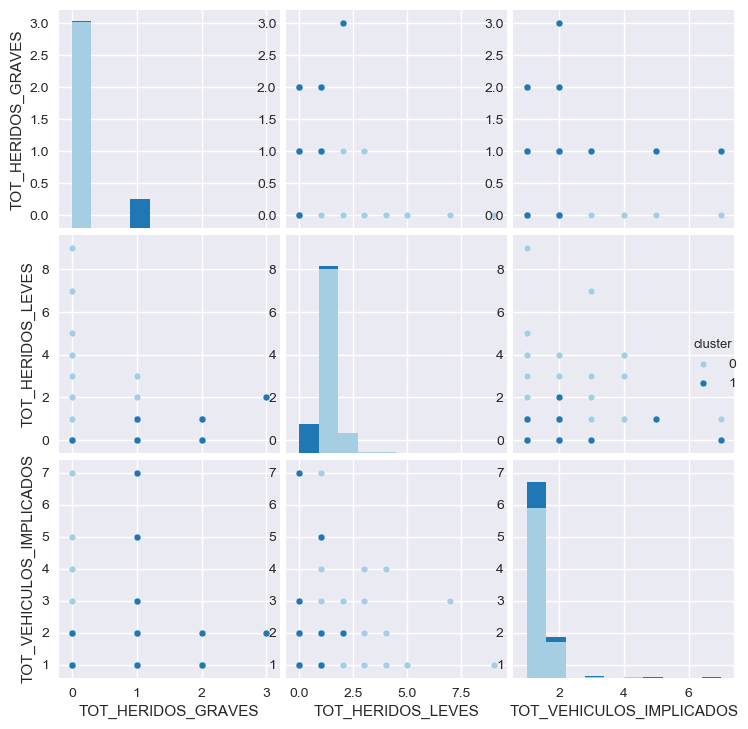 TOT_HERIDOS_GRAVES
3.0 3.0 3.0
2.5 2.5 2.5
2.0 2.0 2.0
1.5 1.5 1.5
1.0 1.0 1.0
0.5 0.5 0.5
0.0 0.0 0.0
TOT_HERIDOS_LEVES
8 8 8
6 6 6
4 4 4
2 2 2
0 0 0
cluster
0
1
TOT_VEHICULOS_IMPLICADOS
7 7 7
6 6 6
5 5 5
4 4 4
3 3 3
2 2 2
1 1 1
0 1 2 3 0.0 2.5 5.0 7.5 2 4 6
TOT_HERIDOS_GRAVES TOT_HERIDOS_LEVES TOT_VEHICULOS_IMPLICADOS